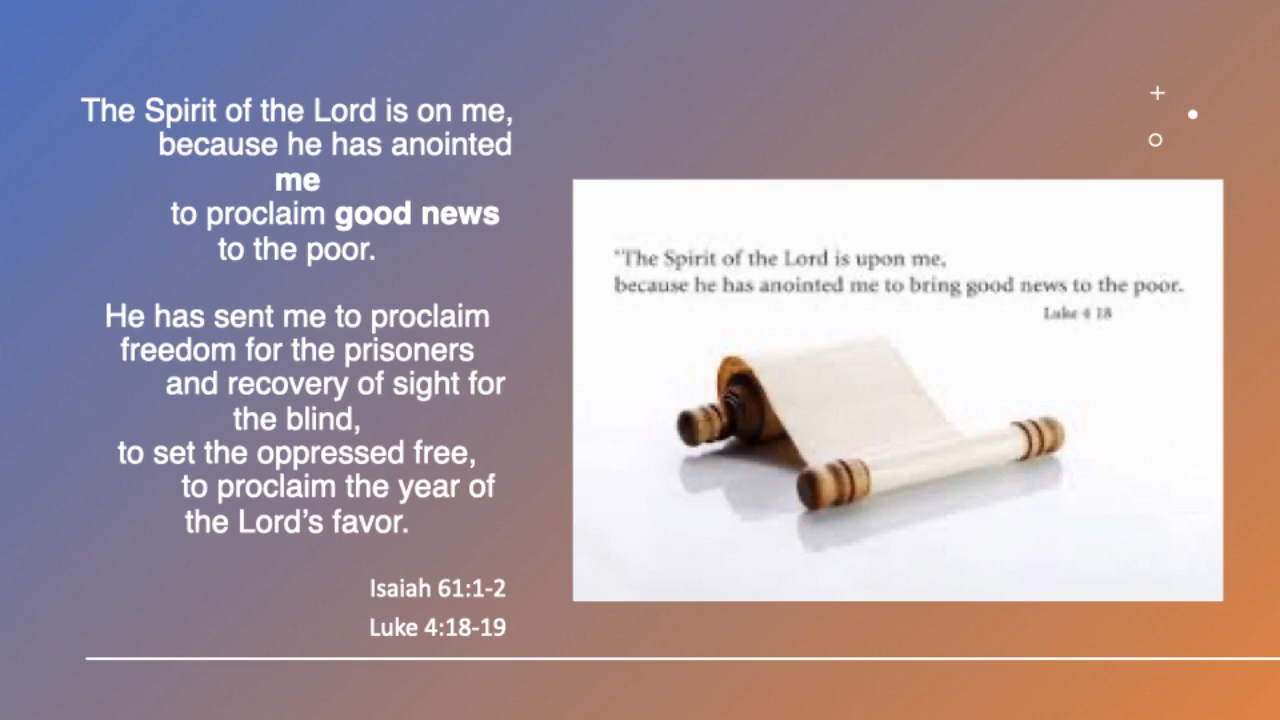 The Spirit of the Lord is on me,
because he has anointed
me
to proclaim good news
to the poor.
He has sent me to proclaim
freedom for the prisoners
and recovery of sight for
the blind,
to set the oppressed free,
to proclaim the year of
the Lord’s favor.
Isaiah 61:1-2
Luke 4:18-19
"The Spirit of the Lord is upon me,
because he has anointed me to bring good news to the poor.
Luke 4 18